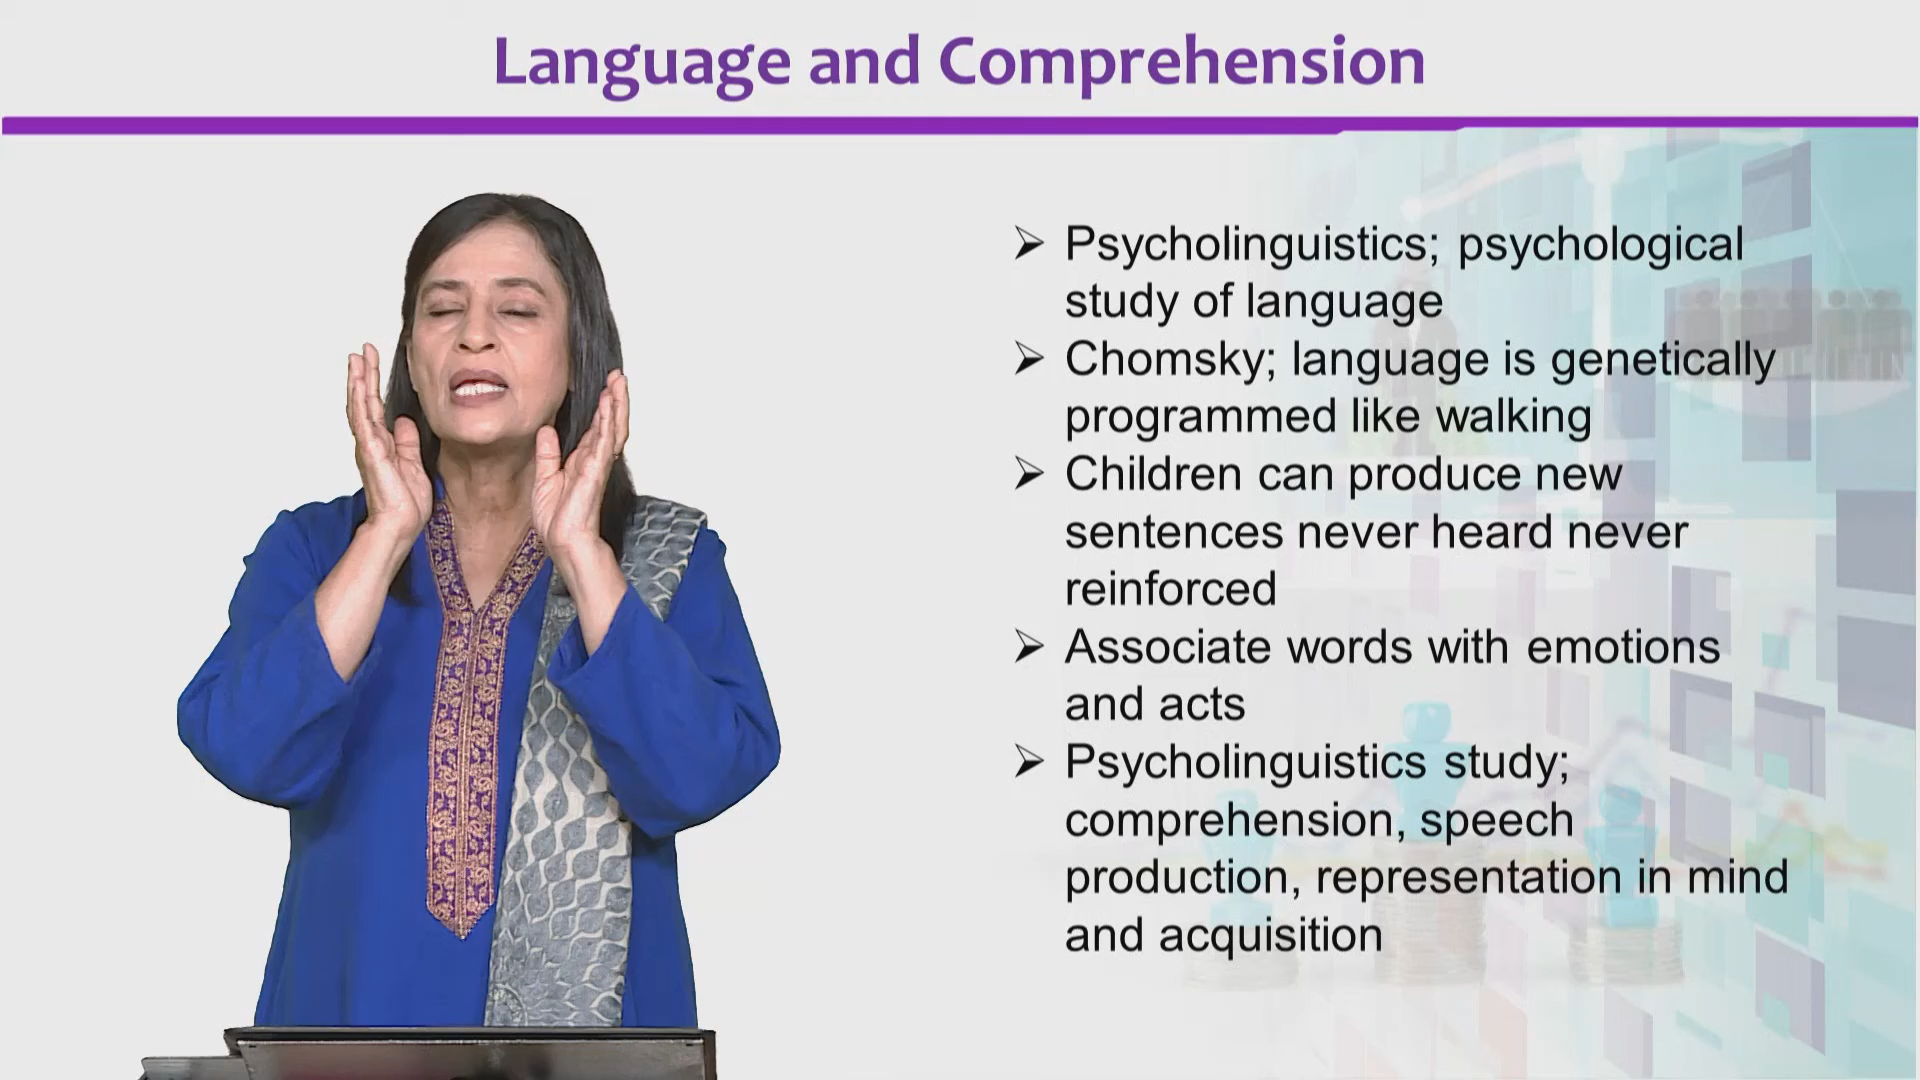 Language and Comprehension
➢ Psycholinguistics; psychological
study of language
➢ Chomsky; language is genetically
programmed like walking
➢ Children can produce new
sentences never heard never
reinforced
➢ Associate words with emotions
and acts
➢ Psycholinguistics study;
comprehension, speech
production, representation in mind
and acquisition